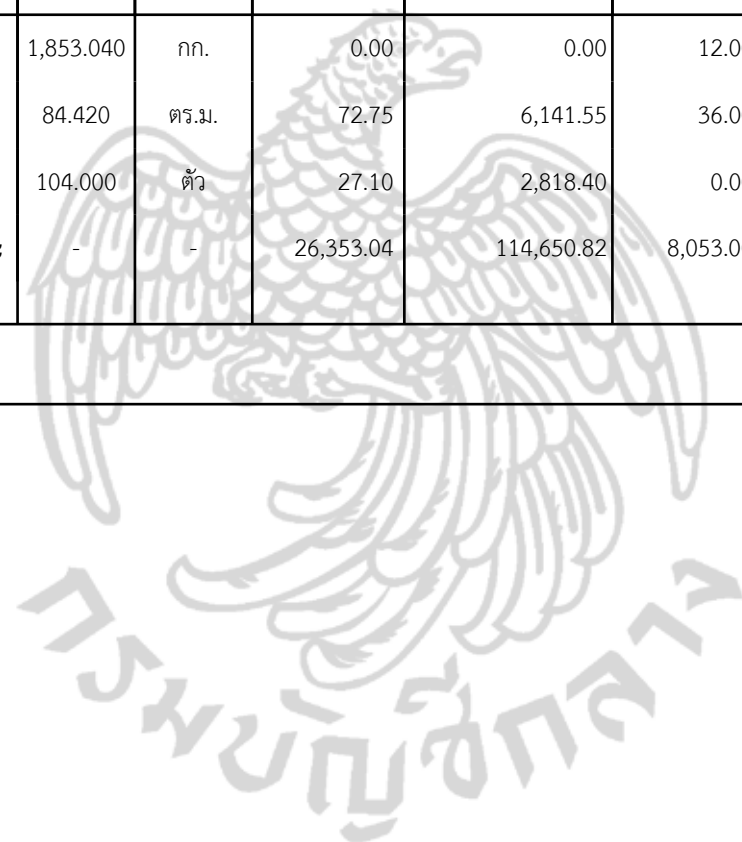 1,853.040 กก. 0.00 0.00 12.0
84.420 ตร.ม. 72.75 6,141.55 36.0
104.000 ตัว 27.10 2,818.40 0.0
- - 26,353.04 114,650.82 8,053.0
กรมบัญชีกลาง